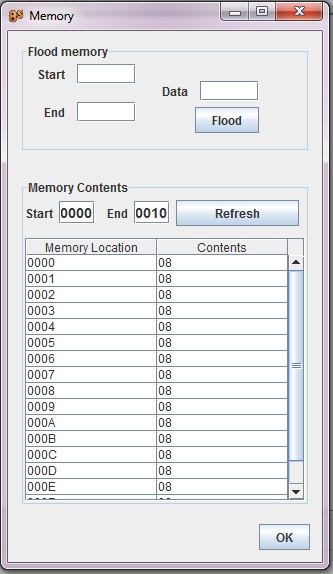 Memory
Flood memory
Start
Data
End
Flood
Memory Contents
Start 0000 End 0010 Refresh
Memory Location Contents
0000 08
0001 08
0002 08
0003 08
0004 08
0005 08
0006 08
0007 08
0008 08
0009 08
000A 08
000B 08
000C 08
000D 08
000E 08
OK